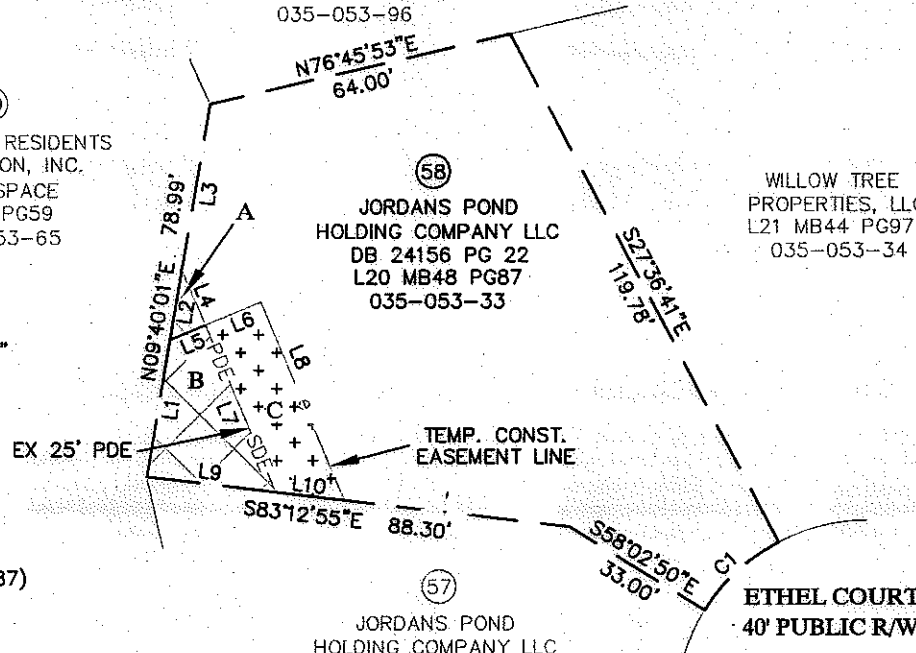 035-053-96
N76°45'53"E
64.00'
RESIDENTS
ON, INC.
SPACE
PG59
53-65
58
JORDANS POND
HOLDING COMPANY LLC
DB 24156 PG 22
L20 MB48 PG87
035-053-33
WILLOW TREE
PROPERTIES, LLC
L21 MB44 PG97
035-053-34
N09°40'01"E 78.99'
L3
A
S27°36'41"E
119.78'
L4
L2
L5
L6
L8
PDE
B
L1
L7
C
EX 25' PDE
SDE
TEMP. CONST.
EASEMENT LINE
L9
L10
S83°12'55"E 88.30'
S58°02'50"E
33.00'
C1
ETHEL COURT
40' PUBLIC R/W
37)
57
JORDANS POND
HOLDING COMPANY LLC